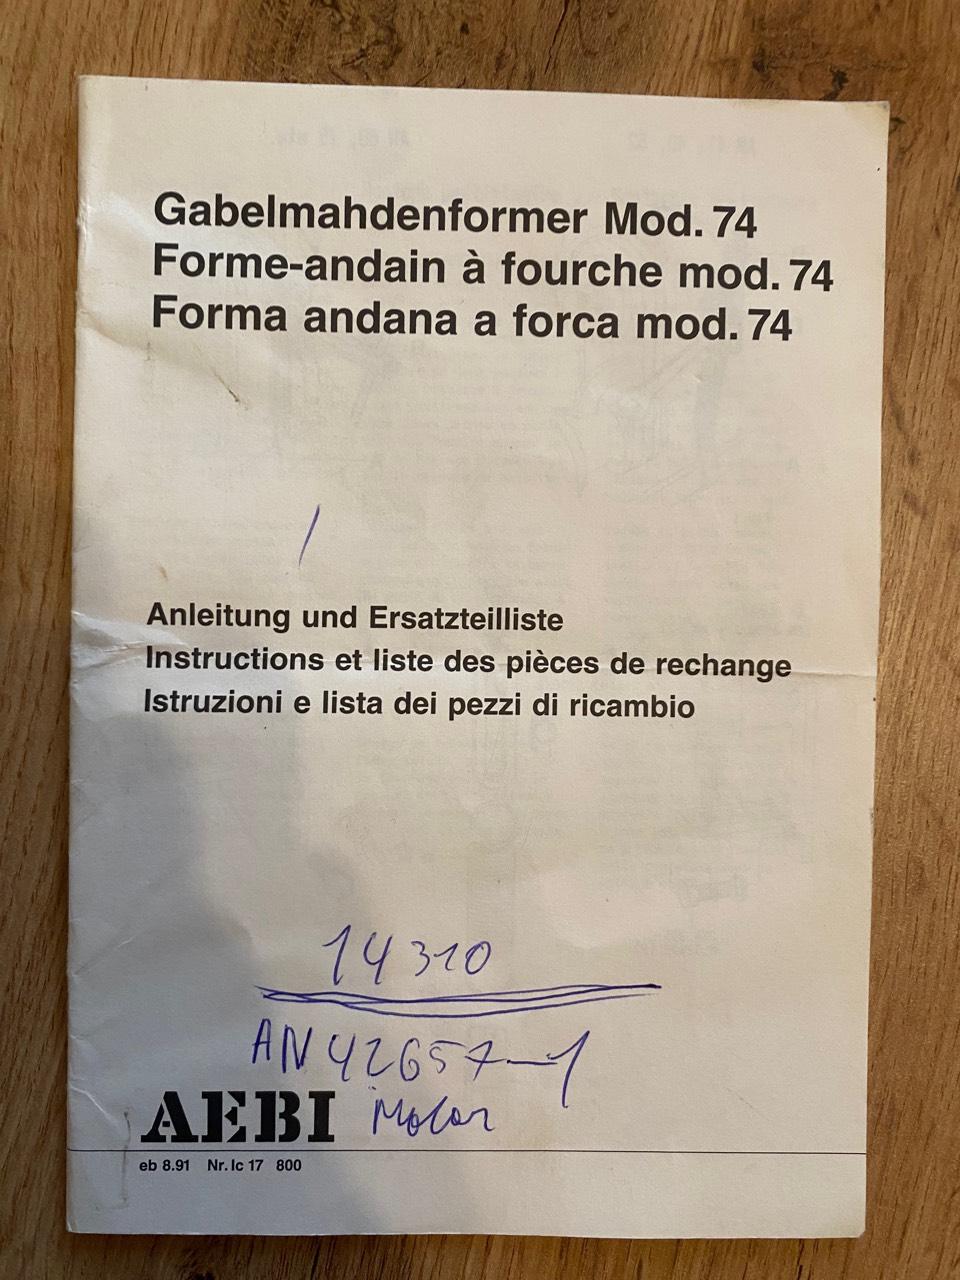 Gabelmahdenformer Mod. 74
Forme-andain à fourche mod. 74
Forma andana a forca mod. 74
Anleitung und Ersatzteilliste
Instructions et liste des pièces de rechange
Istruzioni e lista dei pezzi di ricambio
14310
AN42657-1
Motor
AEBI
eb 8.91 Nr. Ic 17 800